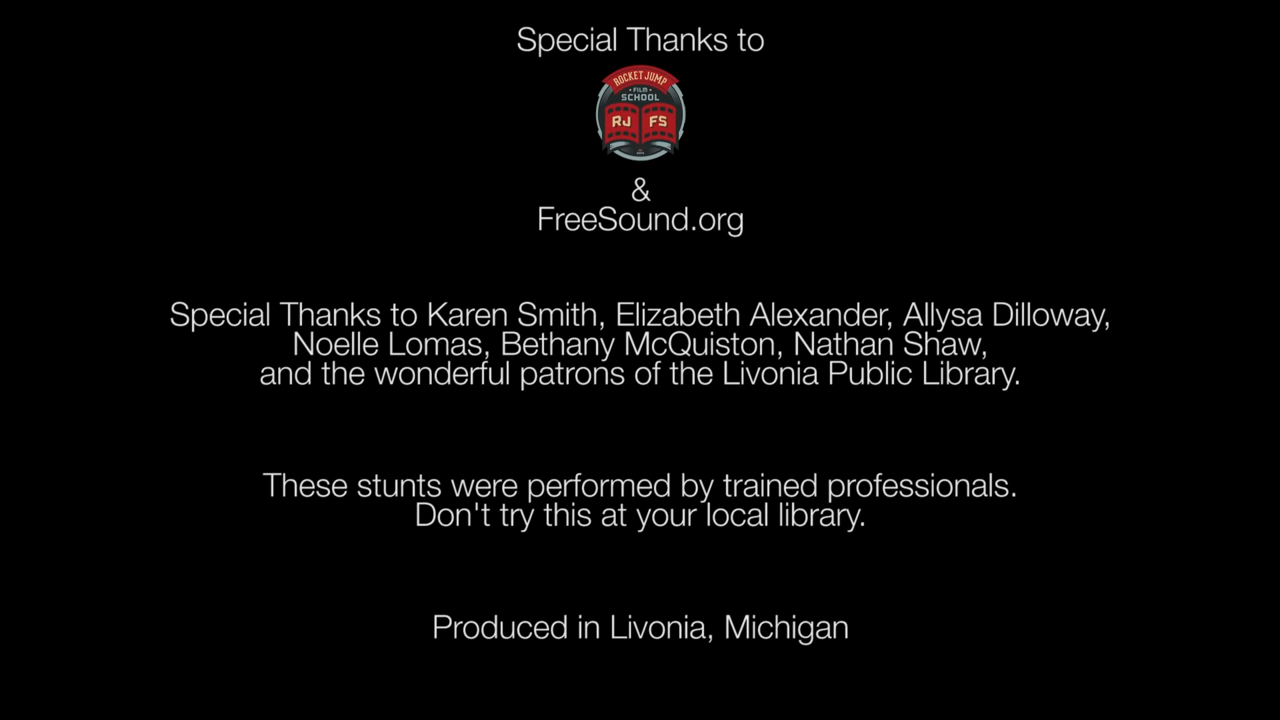 Special Thanks to
ROCKET JUMP
FILM
SCHOOL
RJ FS
&
FreeSound.org
Special Thanks to Karen Smith, Elizabeth Alexander, Allysa Dilloway,
Noelle Lomas, Bethany McQuiston, Nathan Shaw,
and the wonderful patrons of the Livonia Public Library.
These stunts were performed by trained professionals.
Don't try this at your local library.
Produced in Livonia, Michigan